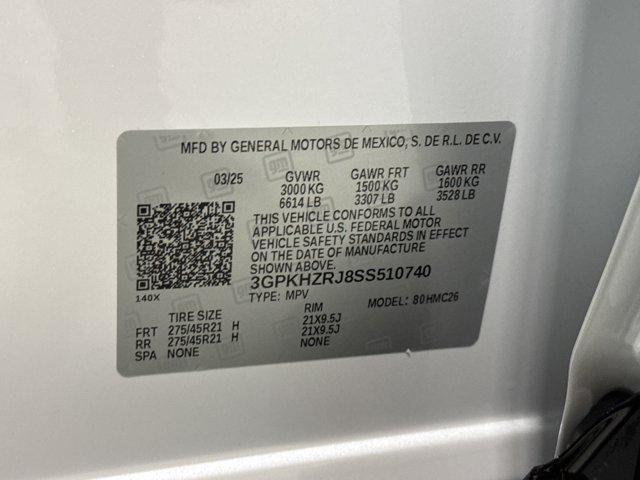 MFD BY GENERAL MOTORS DE MEXICO, S. DE R.L. DE C.V.
03/25 GVWR GAWR FRT GAWR RR
3000 KG 1500 KG 1600 KG
6614 LB 3307 LB 3528 LB
THIS VEHICLE CONFORMS TO ALL
APPLICABLE U.S. FEDERAL MOTOR
VEHICLE SAFETY STANDARDS IN EFFECT
ON THE DATE OF MANUFACTURE
SHOWN ABOVE.
3GPKHZRJ8SS510740
140X
TYPE: MPV MODEL: 80HMC26
TIRE SIZE RIM
FRT 275/45R21 H 21X9.5J
RR 275/45R21 H 21X9.5J
SPA NONE NONE